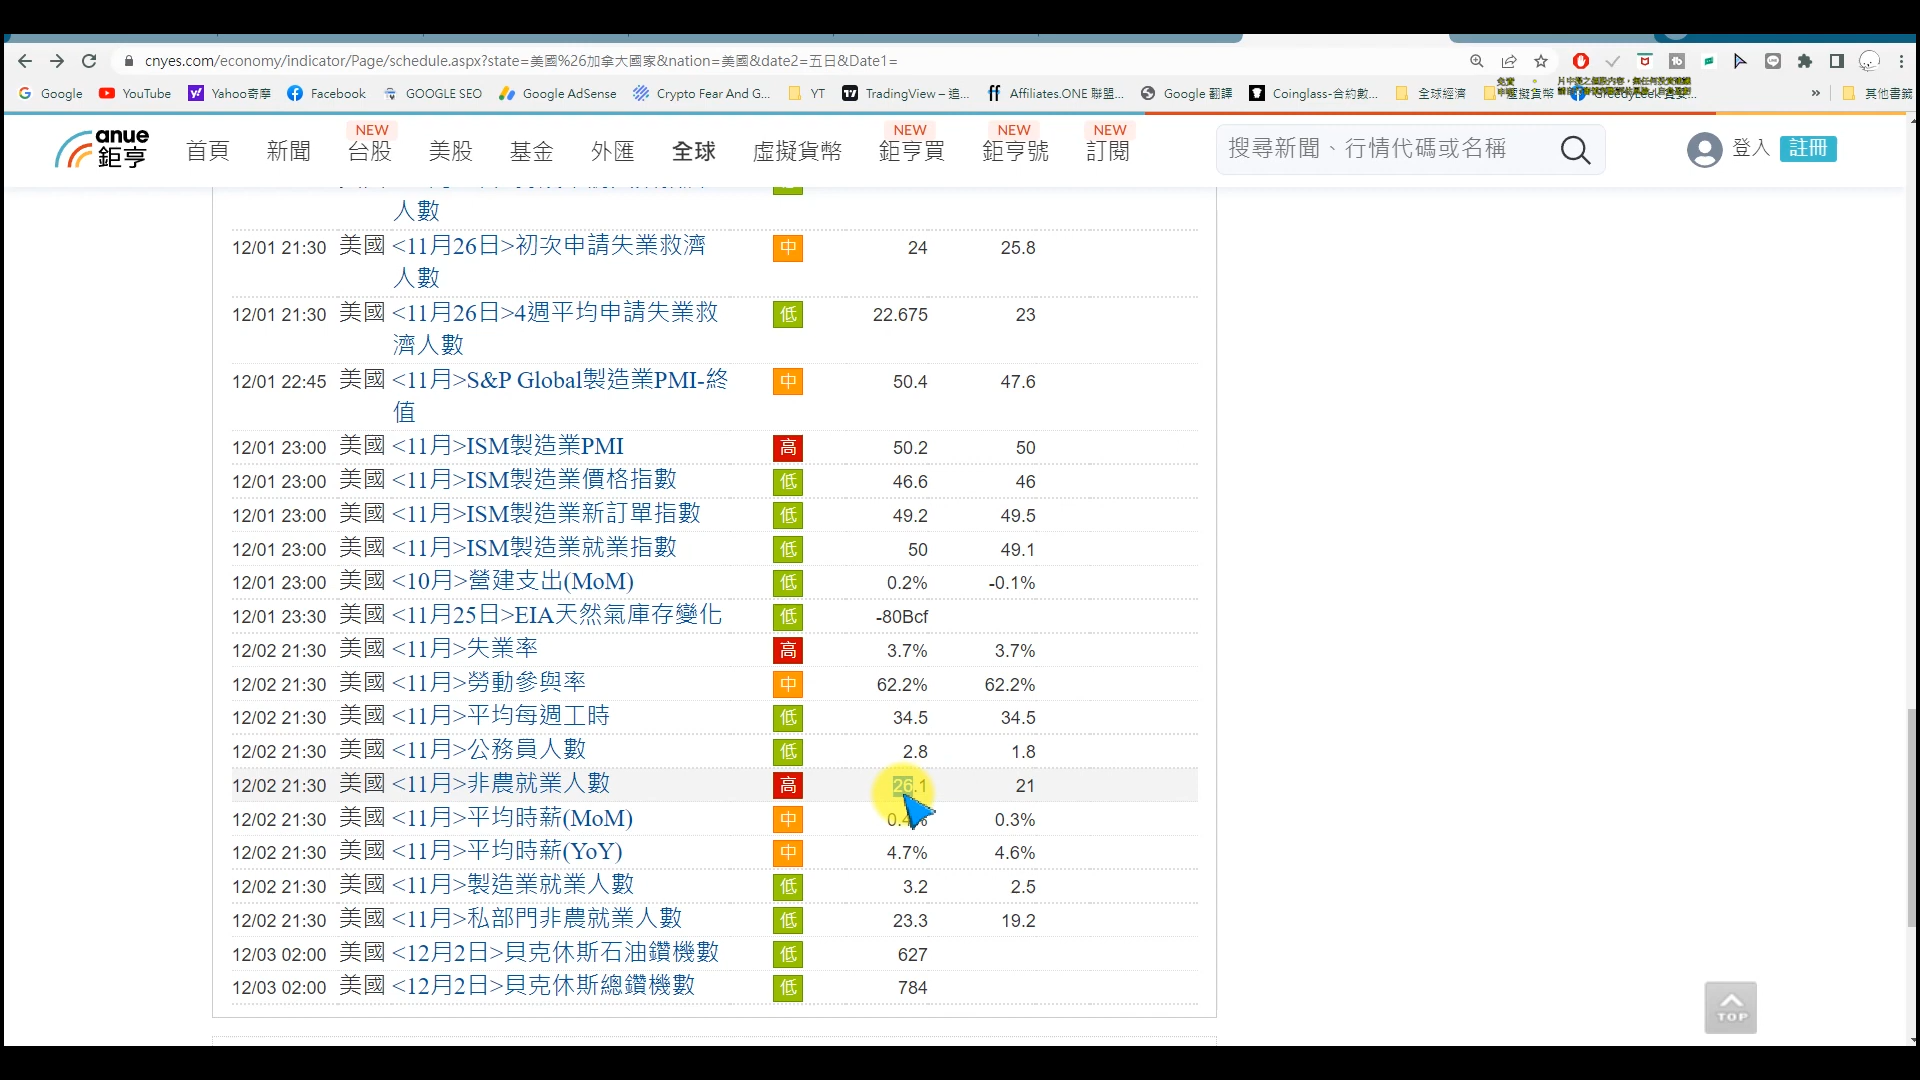 cnyes.com/economy/indicator/Page/schedule.aspx?state=美國%26加拿大國家&nation=美國&date2=五日&Date1=
Google YouTube Yahoo奇摩 Facebook GOOGLE SEO Google AdSense Crypto Fear And G... YT TradingView – 追... Affiliates.ONE 聯盟... Google 翻譯 Coinglass-合約數... 全球經濟 虛擬貨幣 » 其他書籤
NEW NEW NEW NEW
anue 鉅亨 首頁 新聞 台股 美股 基金 外匯 全球 虛擬貨幣 鉅亨買 鉅亨號 訂閱 搜尋新聞、行情代碼或名稱 登入 註冊
人數
12/01 21:30 美國 <11月26日>初次申請失業救濟 中 24 25.8
人數
12/01 21:30 美國 <11月26日>4週平均申請失業救 低 22.675 23
濟人數
12/01 22:45 美國 <11月>S&P Global製造業PMI-終 中 50.4 47.6
值
12/01 23:00 美國 <11月>ISM製造業PMI 高 50.2 50
12/01 23:00 美國 <11月>ISM製造業價格指數 低 46.6 46
12/01 23:00 美國 <11月>ISM製造業新訂單指數 低 49.2 49.5
12/01 23:00 美國 <11月>ISM製造業就業指數 低 50 49.1
12/01 23:00 美國 <10月>營建支出(MoM) 低 0.2% -0.1%
12/01 23:30 美國 <11月25日>EIA天然氣庫存變化 低 -80Bcf
12/02 21:30 美國 <11月>失業率 高 3.7% 3.7%
12/02 21:30 美國 <11月>勞動參與率 中 62.2% 62.2%
12/02 21:30 美國 <11月>平均每週工時 低 34.5 34.5
12/02 21:30 美國 <11月>公務員人數 低 2.8 1.8
12/02 21:30 美國 <11月>非農就業人數 高 26.1 21
12/02 21:30 美國 <11月>平均時薪(MoM) 中 0.4% 0.3%
12/02 21:30 美國 <11月>平均時薪(YoY) 中 4.7% 4.6%
12/02 21:30 美國 <11月>製造業就業人數 低 3.2 2.5
12/02 21:30 美國 <11月>私部門非農就業人數 低 23.3 19.2
12/03 02:00 美國 <12月2日>貝克休斯石油鑽機數 低 627
12/03 02:00 美國 <12月2日>貝克休斯總鑽機數 低 784
TOP